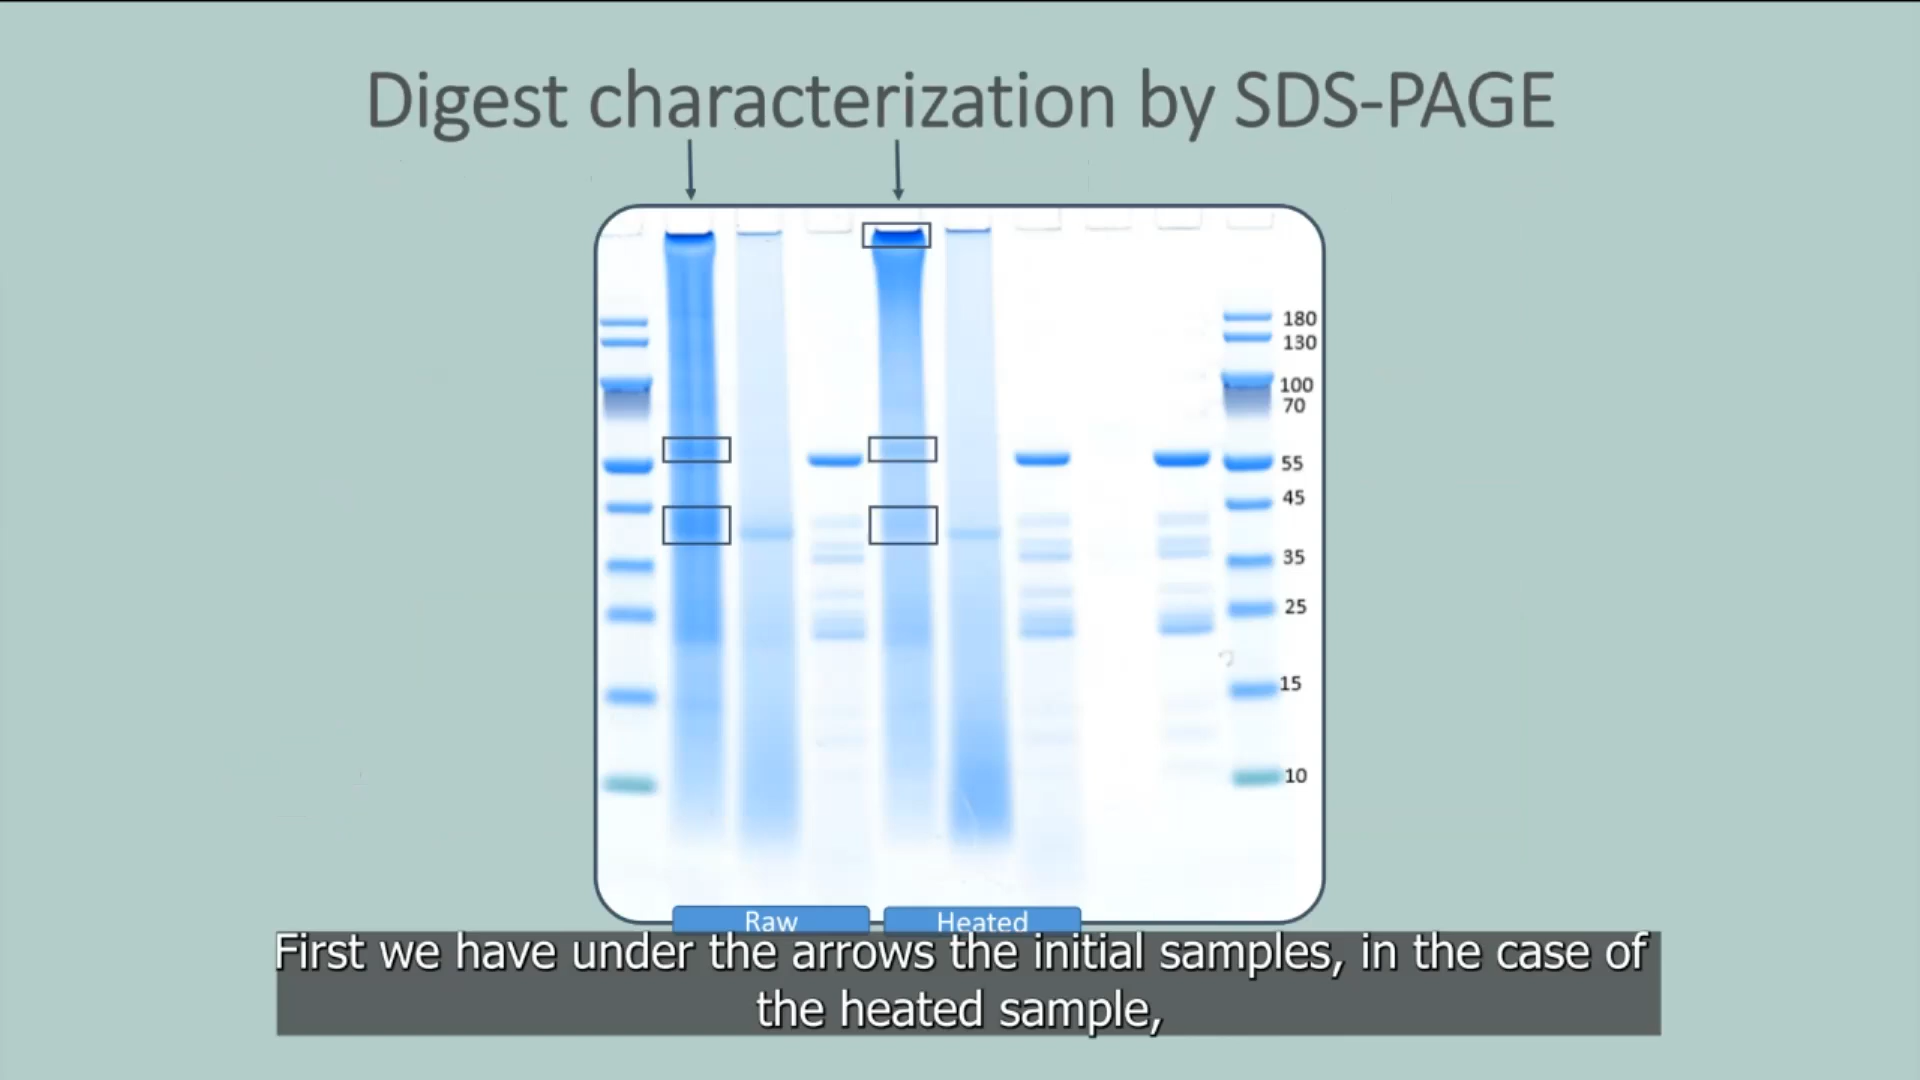 Digest characterization by SDS-PAGE
180
130
100
70
55
45
35
25
15
10
Raw
Heated
First we have under the arrows the initial samples, in the case of
the heated sample,